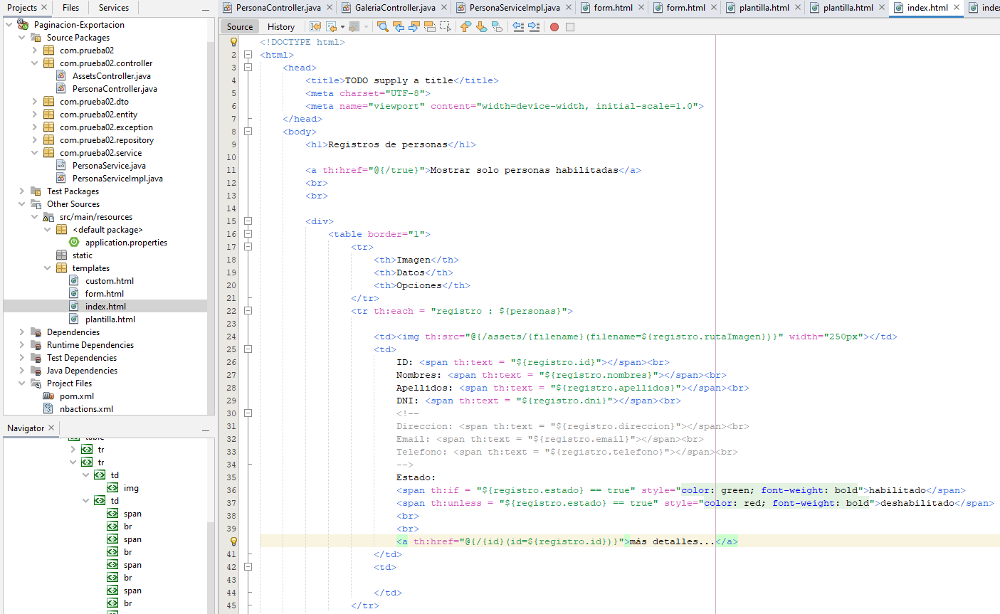 Projects Files Services
Paginacion-Exportacion
Source Packages
com.prueba02
com.prueba02.controller
AssetsController.java
PersonaController.java
com.prueba02.dto
com.prueba02.entity
com.prueba02.exception
com.prueba02.repository
com.prueba02.service
PersonaService.java
PersonaServiceImpl.java
Test Packages
Other Sources
src/main/resources
<default package>
application.properties
static
templates
custom.html
form.html
index.html
plantilla.html
Dependencies
Runtime Dependencies
Test Dependencies
Java Dependencies
Project Files
pom.xml
nbactions.xml
Navigator
table
tr
tr
td
img
td
span
br
span
br
span
br
span
br
PersonaController.java GaleriaController.java PersonaServiceImpl.java form.html form.html plantilla.html plantilla.html index.html inde
Source History
<!DOCTYPE html>
2 <html>
3 <head>
4 <title>TODO supply a title</title>
5 <meta charset="UTF-8">
6 <meta name="viewport" content="width=device-width, initial-scale=1.0">
7 </head>
8 <body>
9 <h1>Registros de personas</h1>
10
11 <a th:href="@{/true}">Mostrar solo personas habilitadas</a>
12 <br>
13 <br>
14
15 <div>
16 <table border="1">
17 <tr>
18 <th>Imagen</th>
19 <th>Datos</th>
20 <th>Opciones</th>
21 </tr>
22 <tr th:each = "registro : ${personas}">
23
24 <td><img th:src="@{/assets/{filename}(filename=${registro.rutaImagen})}" width="250px"></td>
25 <td>
26 ID: <span th:text = "${registro.id}"></span><br>
27 Nombres: <span th:text = "${registro.nombres}"></span><br>
28 Apellidos: <span th:text = "${registro.apellidos}"></span><br>
29 DNI: <span th:text = "${registro.dni}"></span><br>
30 <!--
31 Direccion: <span th:text = "${registro.direccion}"></span><br>
32 Email: <span th:text = "${registro.email}"></span><br>
33 Telefono: <span th:text = "${registro.telefono}"></span><br>
34 -->
35 Estado:
36 <span th:if = "${registro.estado} == true" style="color: green; font-weight: bold">habilitado</span>
37 <span th:unless = "${registro.estado} == true" style="color: red; font-weight: bold">deshabilitado</span>
38 <br>
39 <br>
<a th:href="@{/{id}(id=${registro.id})}">más detalles...</a>
41 </td>
42 <td>
43
44 </td>
45 </tr>